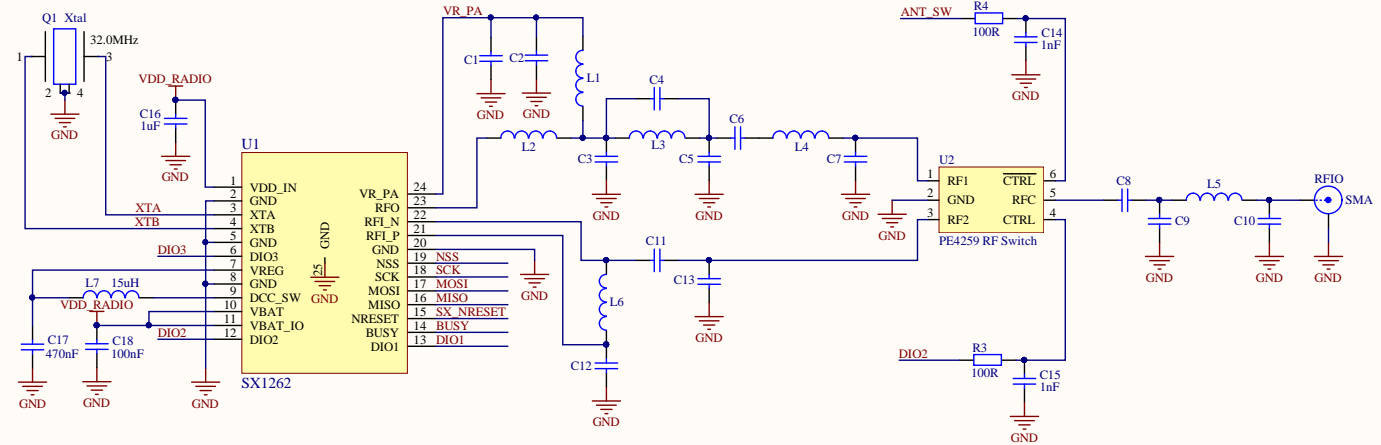 Q1 Xtal
32.0MHz
1
3
2
4
GND
VDD_RADIO
C16
1uF
GND
VR_PA
C1
GND
C2
GND
L1
C4
L2
C3
GND
L3
C5
GND
C6
L4
C7
GND
ANT_SW
R4
100R
C14
1nF
GND
U1
1 VDD_IN
2 GND
XTA 3 XTA
XTB 4 XTB
5 GND
DIO3 6 DIO3
7 VREG
8 GND
9 DCC_SW
10 VBAT
11 VBAT_IO
DIO2 12 DIO2
GND
25
GND
VR_PA 24
RFO 23
RFI_N 22
RFI_P 21
GND 20
NSS 19 NSS
SCK 18 SCK
MOSI 17 MOSI
MISO 16 MISO
NRESET 15 SX_NRESET
BUSY 14 BUSY
DIO1 13 DIO1
SX1262
L7 15uH
VDD_RADIO
C17
470nF
GND
C18
100nF
GND
GND
GND
L6
C11
C13
GND
C12
GND
U2
1 RF1
2 GND
3 RF2
CTRL 6
RFC 5
CTRL 4
PE4259 RF Switch
GND
C8
C9
GND
L5
C10
GND
RFIO
SMA
GND
DIO2
R3
100R
C15
1nF
GND